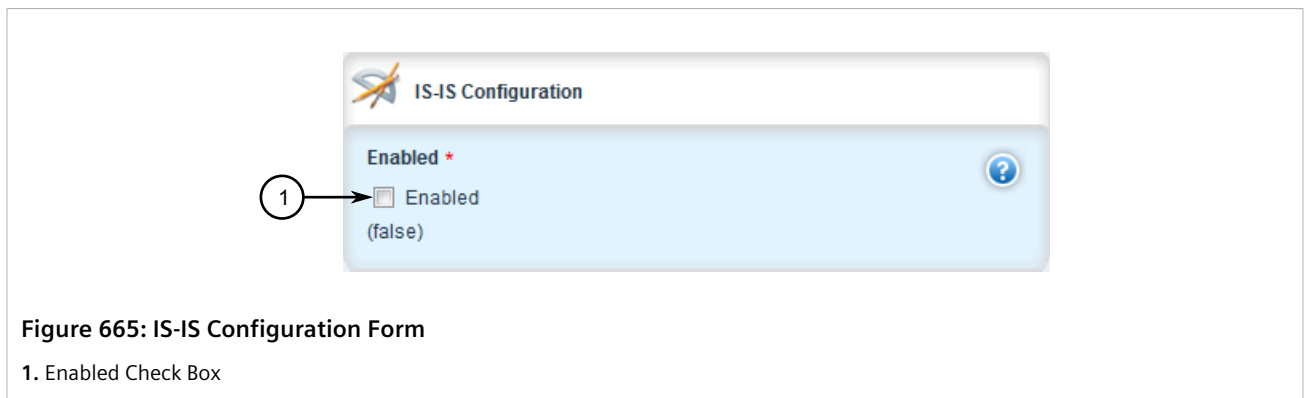 IS-IS Configuration
Enabled *
?
1
Enabled
(false)
Figure 665: IS-IS Configuration Form
1. Enabled Check Box